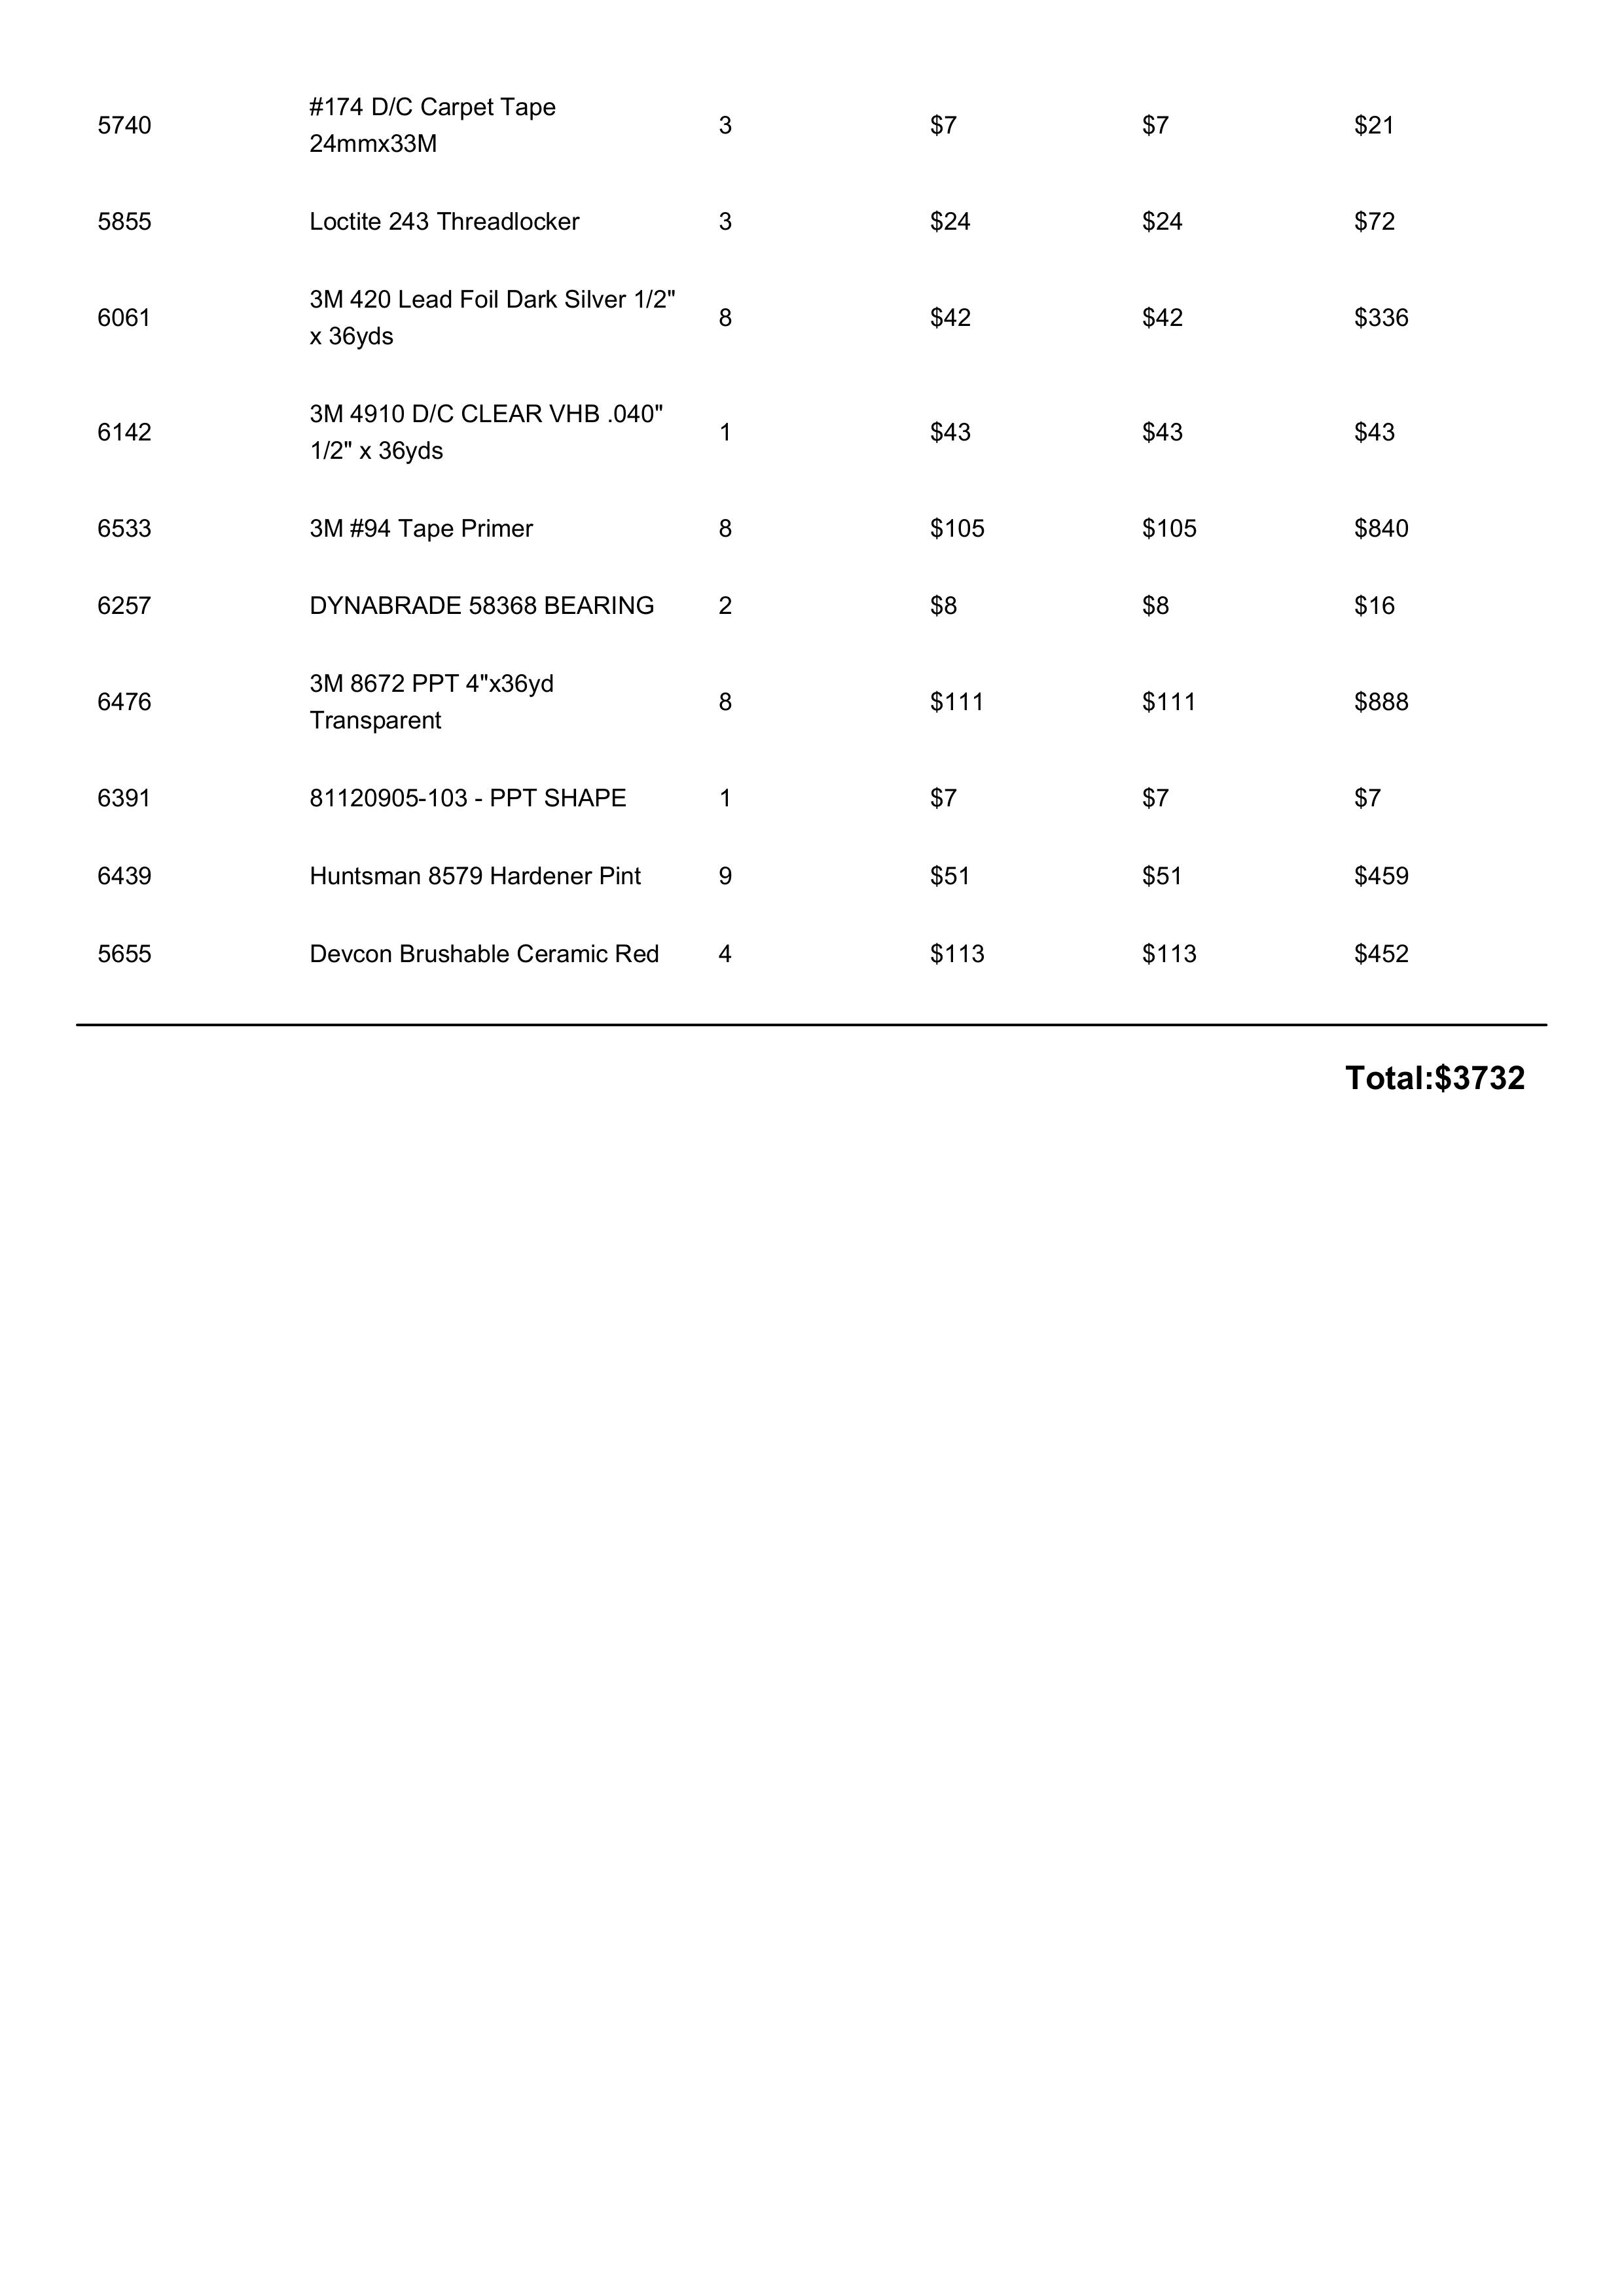 5740 #174 D/C Carpet Tape 24mmx33M 3 $7 $7 $21
5855 Loctite 243 Threadlocker 3 $24 $24 $72
6061 3M 420 Lead Foil Dark Silver 1/2" x 36yds 8 $42 $42 $336
6142 3M 4910 D/C CLEAR VHB .040" 1/2" x 36yds 1 $43 $43 $43
6533 3M #94 Tape Primer 8 $105 $105 $840
6257 DYNABRADE 58368 BEARING 2 $8 $8 $16
6476 3M 8672 PPT 4"x36yd Transparent 8 $111 $111 $888
6391 81120905-103 - PPT SHAPE 1 $7 $7 $7
6439 Huntsman 8579 Hardener Pint 9 $51 $51 $459
5655 Devcon Brushable Ceramic Red 4 $113 $113 $452
Total:$3732